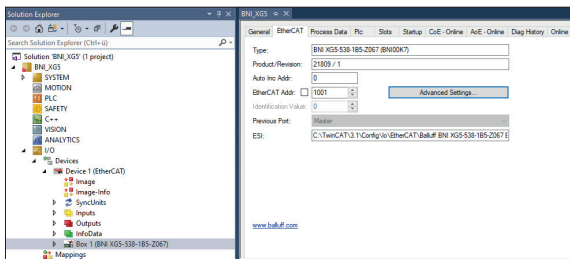 Solution Explorer
Search Solution Explorer (Ctrl+ü)
Solution 'BNI_XG5' (1 project)
BNI_XG5
SYSTEM
MOTION
PLC
SAFETY
C++
VISION
ANALYTICS
I/O
Devices
Device 1 (EtherCAT)
Image
Image-Info
SyncUnits
Inputs
Outputs
InfoData
Box 1 (BNI XG5-538-1B5-Z067)
Mappings
BNI_XG5
General EtherCAT Process Data Plc Slots Startup CoE - Online AoE - Online Diag History Online
Type: BNI XG5-538-1B5-Z067 (BNI00K7)
Product/Revision: 21809 / 1
Auto Inc Addr: 0
EtherCAT Addr: 1001 Advanced Settings...
Identification Value: 0
Previous Port: Master
ESI: C:\TwinCAT\3.1\Config\Io\EtherCAT\Balluff BNI XG5-538-1B5-Z067 E
www.balluff.com